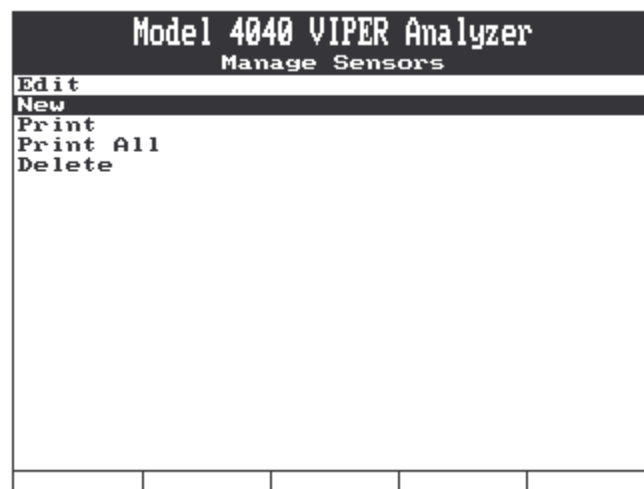 Model 4040 VIPER Analyzer
Manage Sensors
Edit
New
Print
Print All
Delete